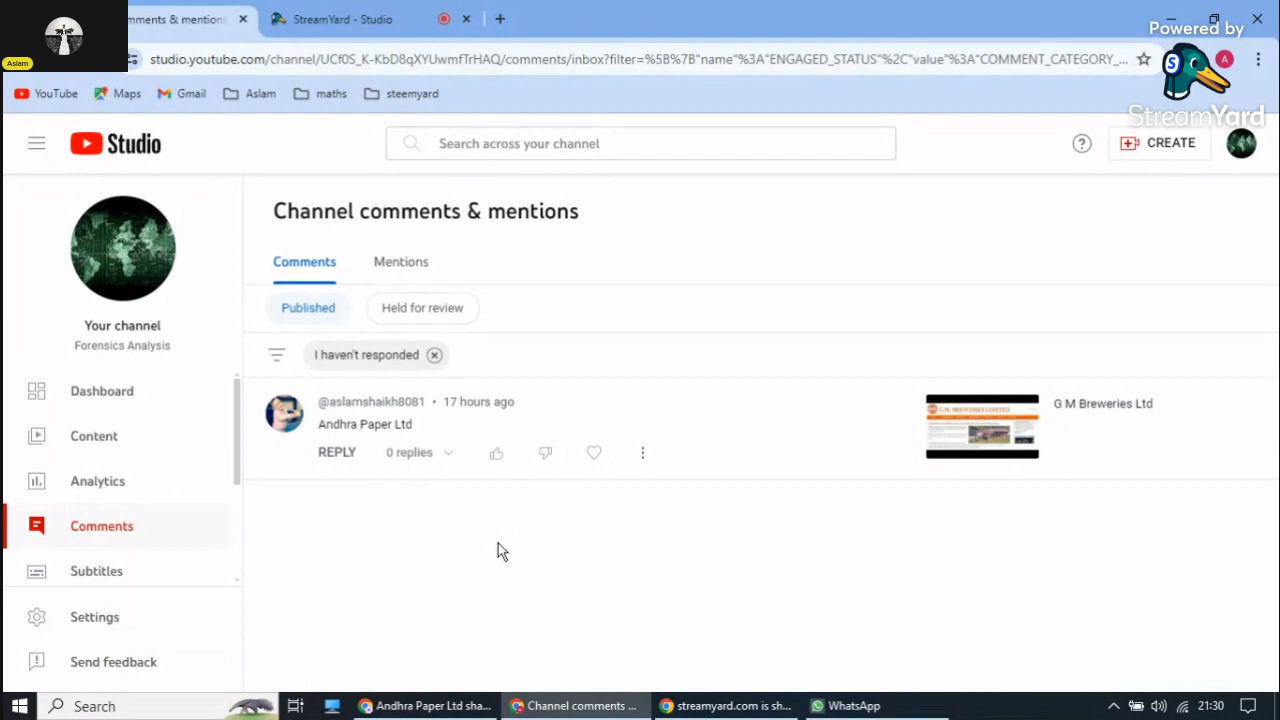 mments & mentions
StreamYard - Studio
Powered by
StreamYard
Aslam
studio.youtube.com/channel/UCf0S_K-KbD8qXYUwmfTrHAQ/comments/inbox?filter=%5B%7B"name"%3A"ENGAGED_STATUS"%2C"value"%3A"COMMENT_CATEGORY_...
A
YouTube
Maps
Gmail
Aslam
maths
steemyard
Studio
Search across your channel
CREATE
Your channel
Forensics Analysis
Dashboard
Content
Analytics
Comments
Subtitles
Settings
Send feedback
Channel comments & mentions
Comments
Mentions
Published
Held for review
I haven't responded
@aslamshaikh8081 • 17 hours ago
Andhra Paper Ltd
REPLY
0 replies
G M Breweries Ltd
Search
Andhra Paper Ltd sha...
Channel comments ...
streamyard.com is sh...
WhatsApp
21:30